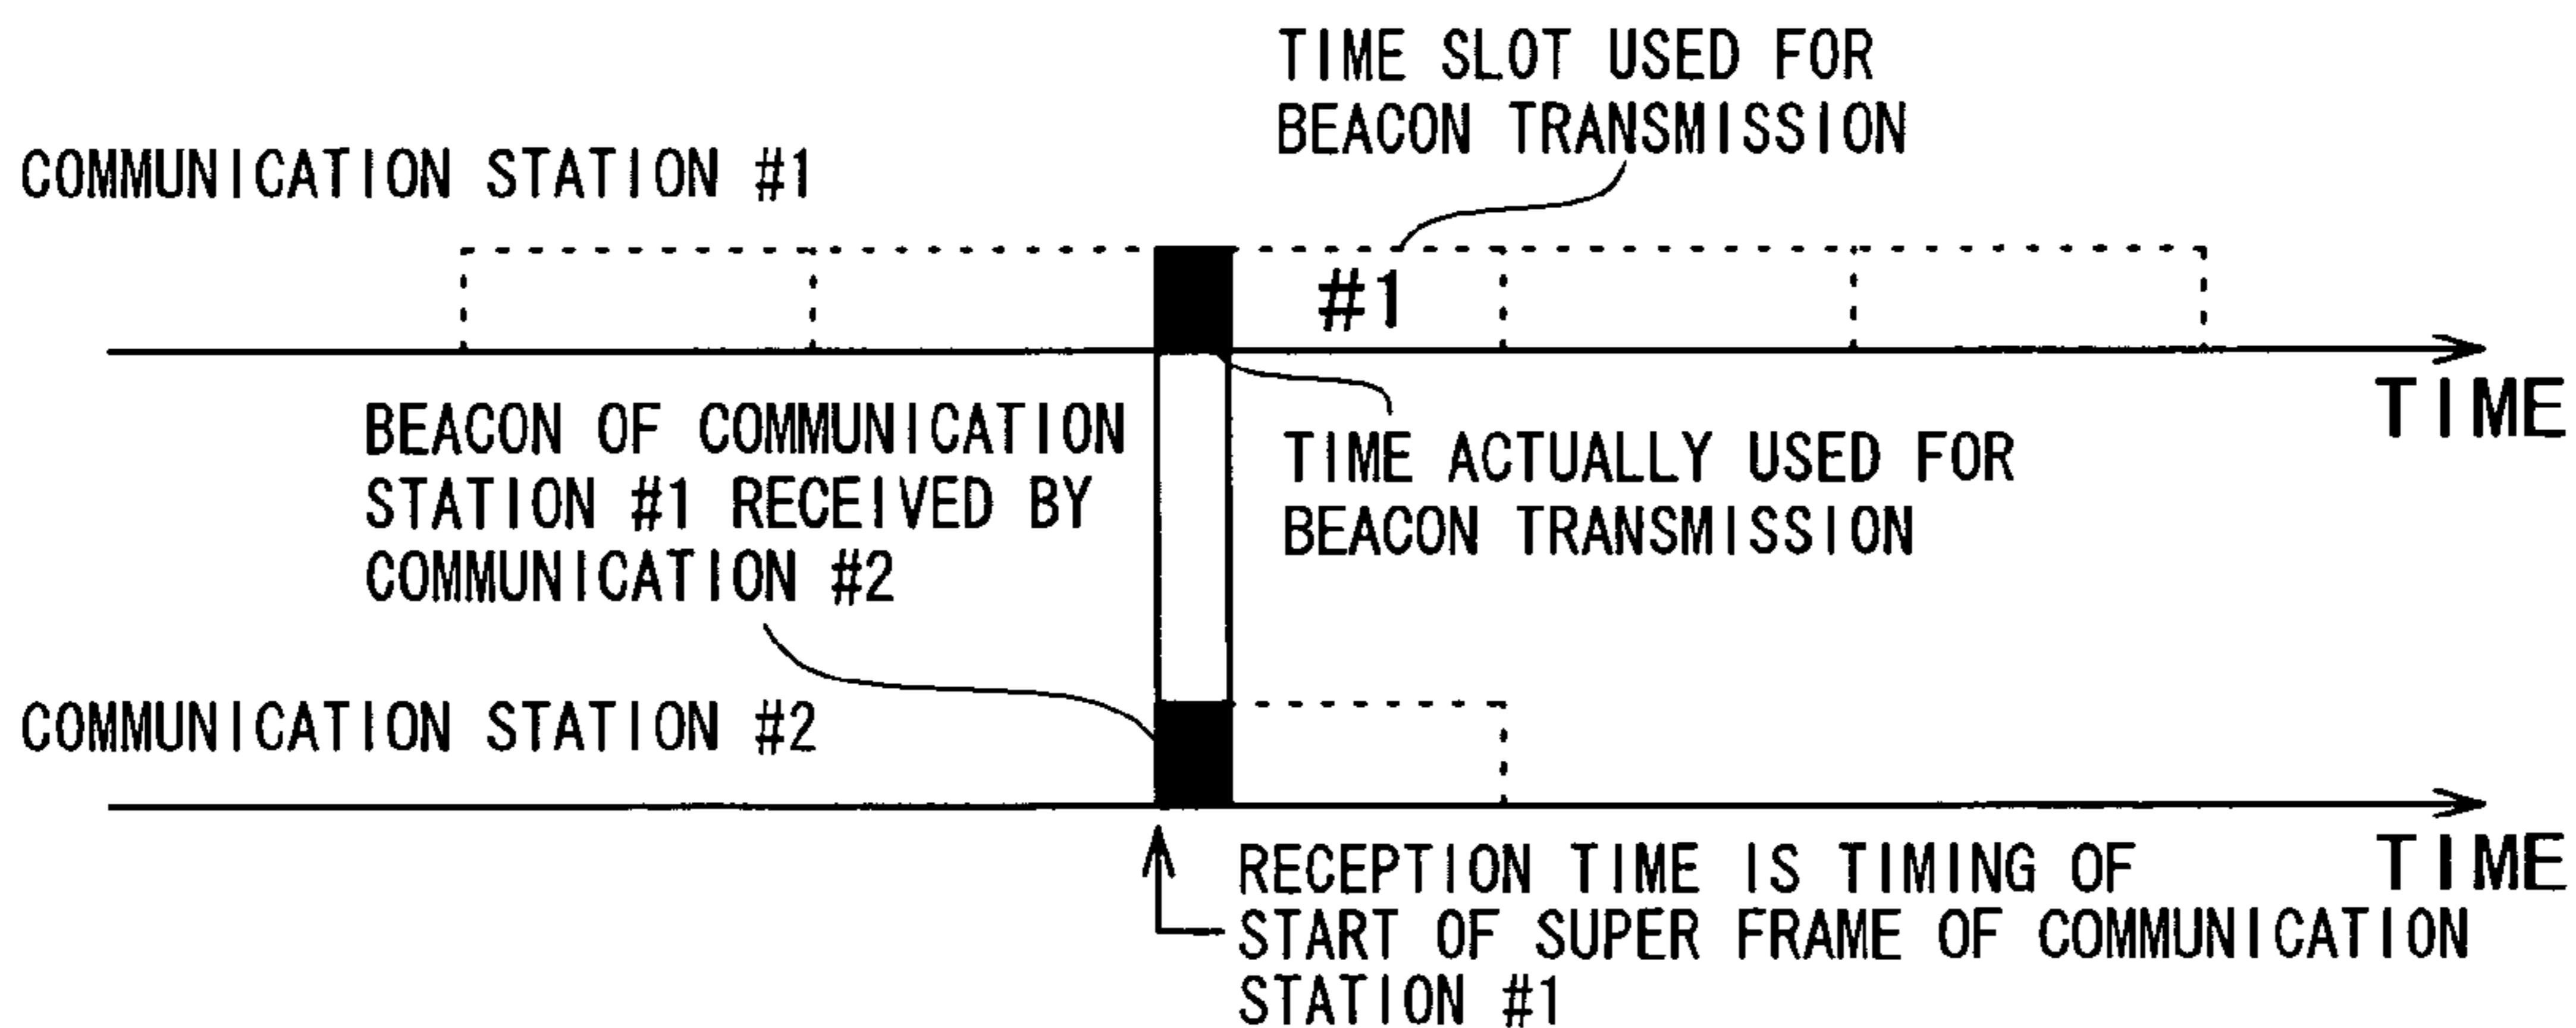 TIME SLOT USED FOR
BEACON TRANSMISSION
COMMUNICATION STATION #1
#1
TIME
BEACON OF COMMUNICATION
STATION #1 RECEIVED BY
COMMUNICATION #2
TIME ACTUALLY USED FOR
BEACON TRANSMISSION
COMMUNICATION STATION #2
TIME
RECEPTION TIME IS TIMING OF
START OF SUPER FRAME OF COMMUNICATION
STATION #1